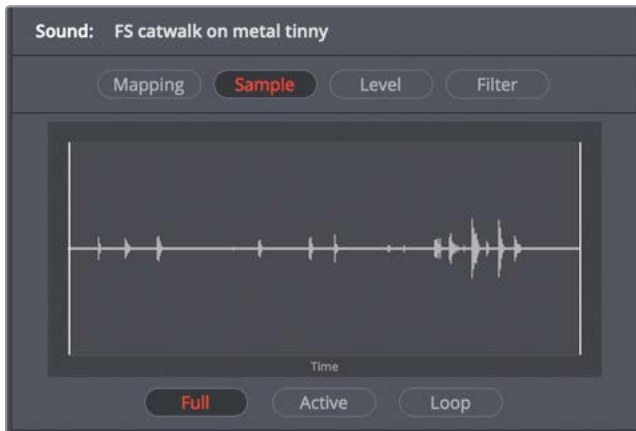 Sound: FS catwalk on metal tinny
Mapping Sample Level Filter
Time
Full Active Loop